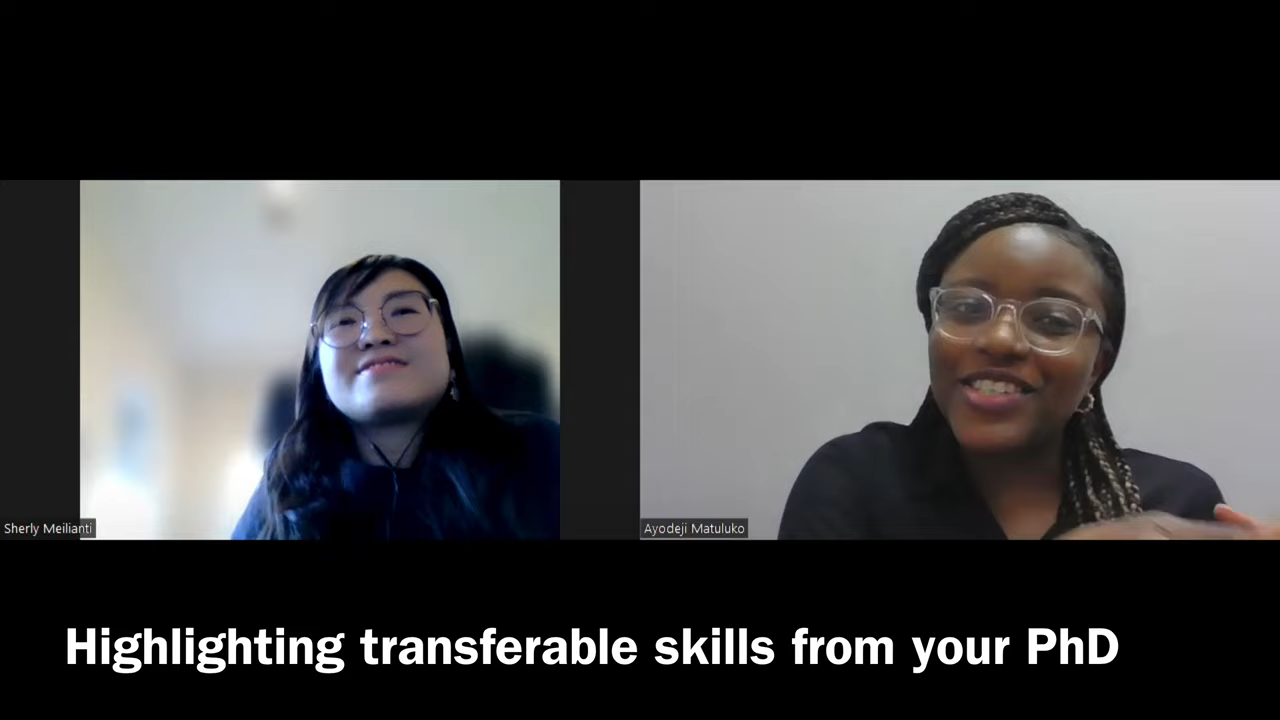 Sherly Meilianti
Ayodeji Matuluko
Highlighting transferable skills from your PhD